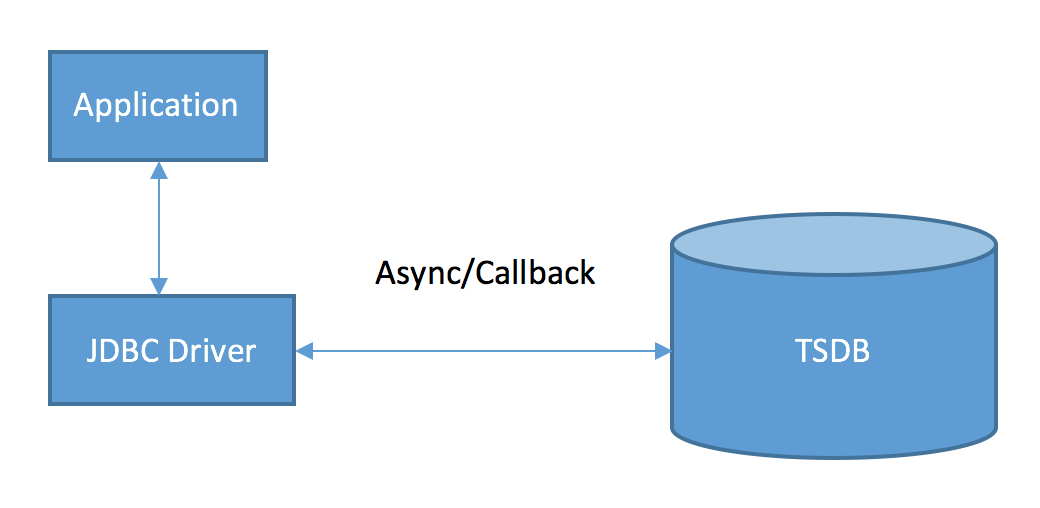 Application
Async/Callback
JDBC Driver
TSDB